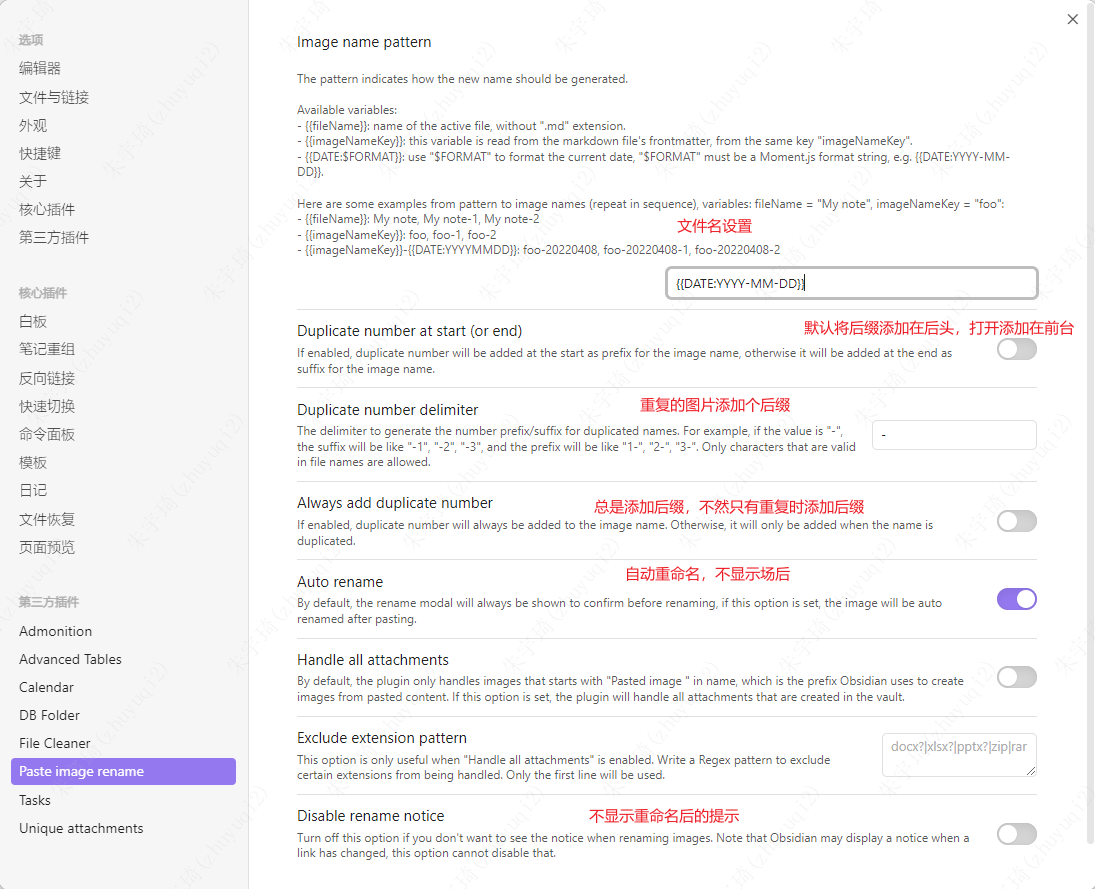 选项
编辑器
文件与链接
外观
快捷键
关于
核心插件
第三方插件
核心插件
白板
笔记重组
反向链接
快速切换
命令面板
模板
日记
文件恢复
页面预览
第三方插件
Admonition
Advanced Tables
Calendar
DB Folder
File Cleaner
Paste image rename
Tasks
Unique attachments
Image name pattern
The pattern indicates how the new name should be generated.
Available variables:
- {{fileName}}: name of the active file, without ".md" extension.
- {{imageNameKey}}: this variable is read from the markdown file's frontmatter, from the same key "imageNameKey".
- {{DATE:$FORMAT}}: use "$FORMAT" to format the current date, "$FORMAT" must be a Moment.js format string, e.g. {{DATE:YYYY-MM-
DD}}.
Here are some examples from pattern to image names (repeat in sequence), variables: fileName = "My note", imageNameKey = "foo":
- {{fileName}}: My note, My note-1, My note-2
- {{imageNameKey}}: foo, foo-1, foo-2
- {{imageNameKey}}-{{DATE:YYYYMMDD}}: foo-20220408, foo-20220408-1, foo-20220408-2
文件名设置
{{DATE:YYYY-MM-DD}}
Duplicate number at start (or end)
默认将后缀添加在后头，打开添加在前台
If enabled, duplicate number will be added at the start as prefix for the image name, otherwise it will be added at the end as
suffix for the image name.
Duplicate number delimiter
重复的图片添加个后缀
The delimiter to generate the number prefix/suffix for duplicated names. For example, if the value is "-",
the suffix will be like "-1", "-2", "-3", and the prefix will be like "1-", "2-", "3-". Only characters that are valid
in file names are allowed.
-
Always add duplicate number
总是添加后缀，不然只有重复时添加后缀
If enabled, duplicate number will always be added to the image name. Otherwise, it will only be added when the name is
duplicated.
Auto rename
自动重命名，不显示场后
By default, the rename modal will always be shown to confirm before renaming, if this option is set, the image will be auto
renamed after pasting.
Handle all attachments
By default, the plugin only handles images that starts with "Pasted image " in name, which is the prefix Obsidian uses to create
images from pasted content. If this option is set, the plugin will handle all attachments that are created in the vault.
Exclude extension pattern
This option is only useful when "Handle all attachments" is enabled. Write a Regex pattern to exclude
certain extensions from being handled. Only the first line will be used.
docx?|xlsx?|pptx?|zip|rar
Disable rename notice
不显示重命名后的提示
Turn off this option if you don't want to see the notice when renaming images. Note that Obsidian may display a notice when a
link has changed, this option cannot disable that.
朱宇琦(zhuyuqi2)